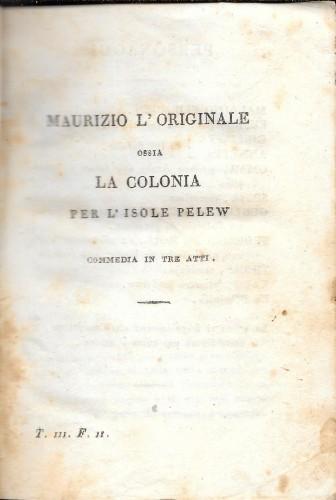 MAURIZIO L'ORIGINALE
OSSIA
LA COLONIA
PER L'ISOLE PELEW
COMMEDIA IN TRE ATTI.
T. III. F. II.